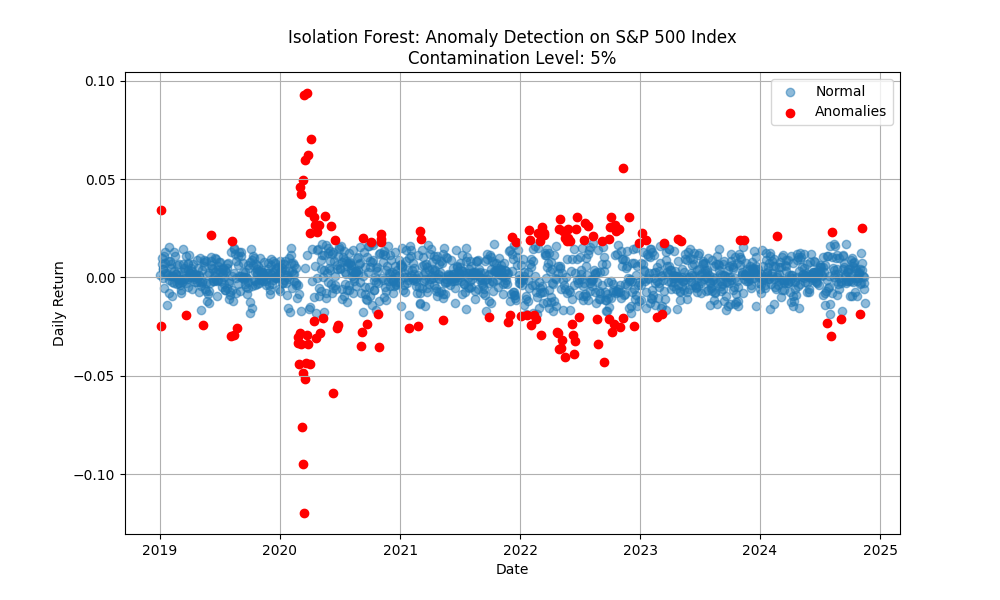 Isolation Forest: Anomaly Detection on S&P 500 Index
Contamination Level: 5%
Normal
Anomalies
0.10
0.05
0.00
−0.05
−0.10
Daily Return
2019 2020 2021 2022 2023 2024 2025
Date